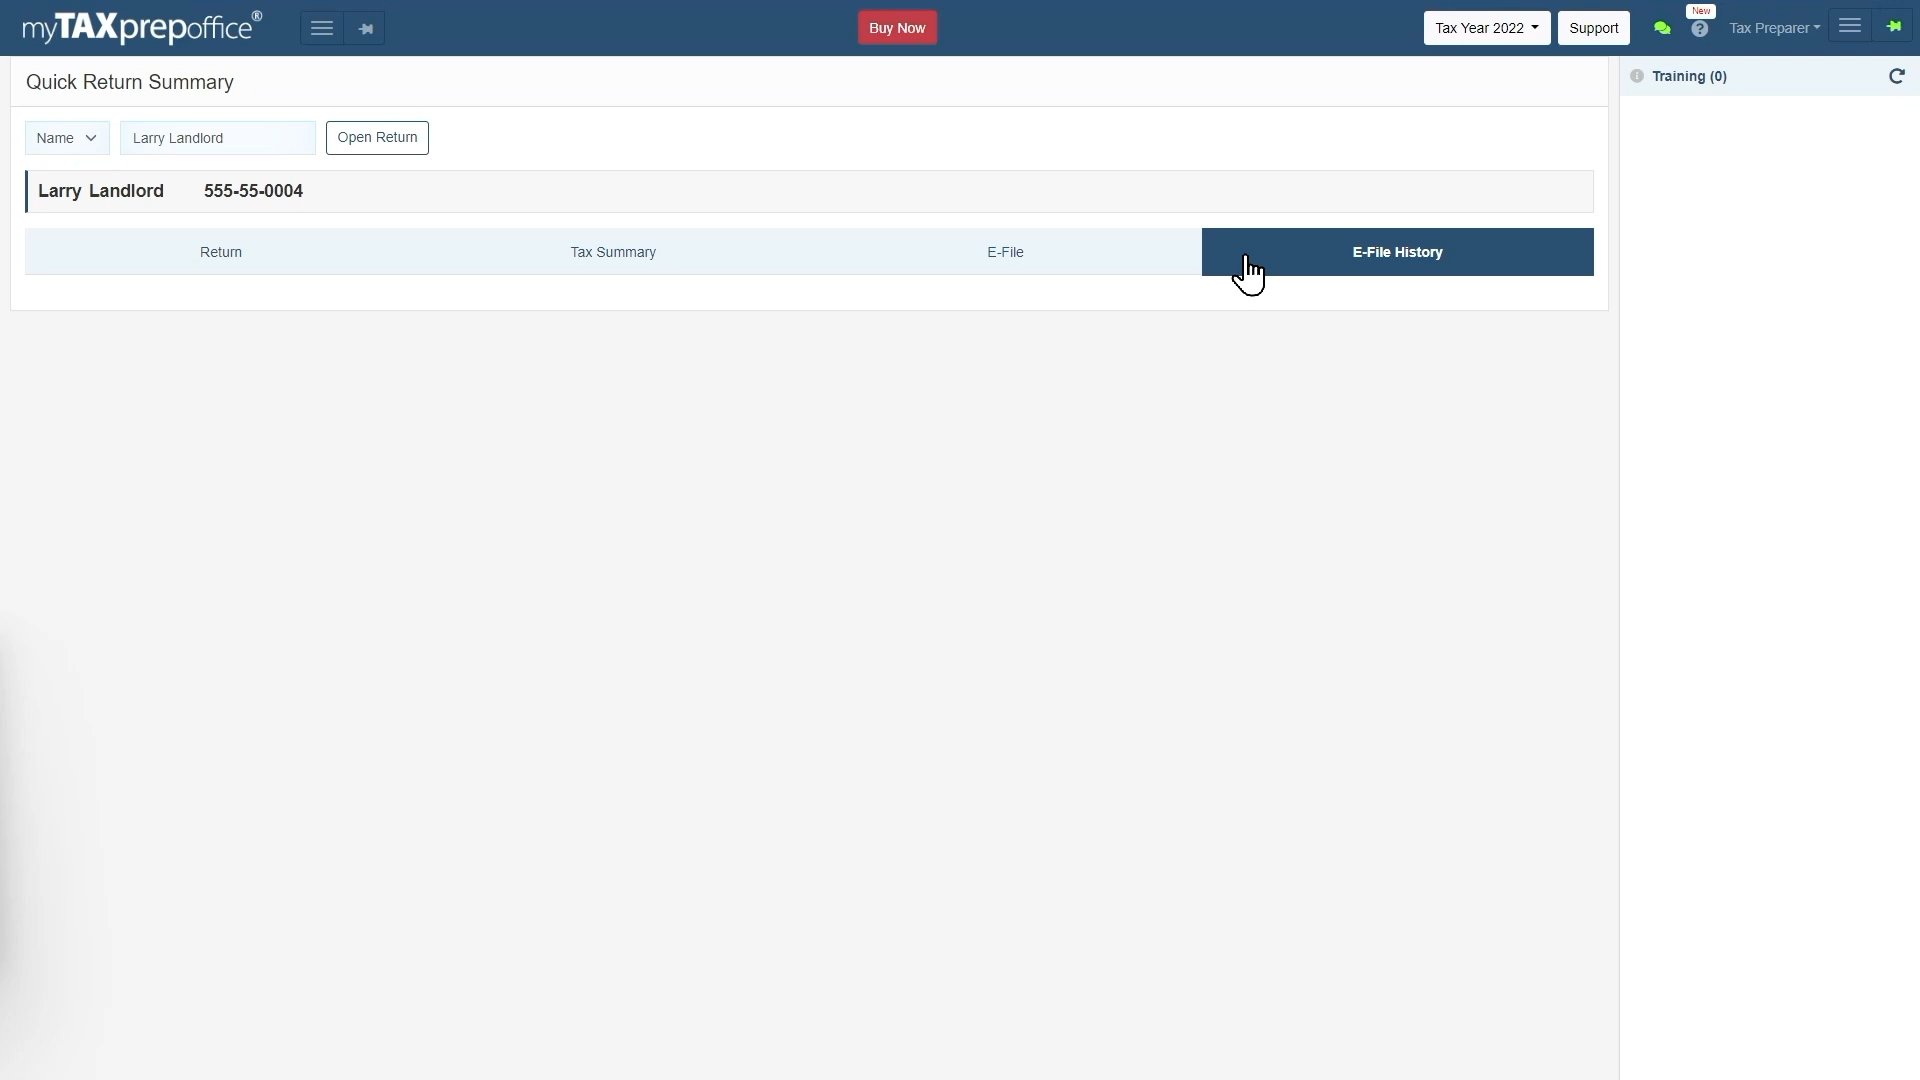 myTAXprepoffice® Buy Now Tax Year 2022 Support New Tax Preparer
Quick Return Summary
Training (0)
Name Larry Landlord Open Return
Larry Landlord 555-55-0004
Return Tax Summary E-File E-File History